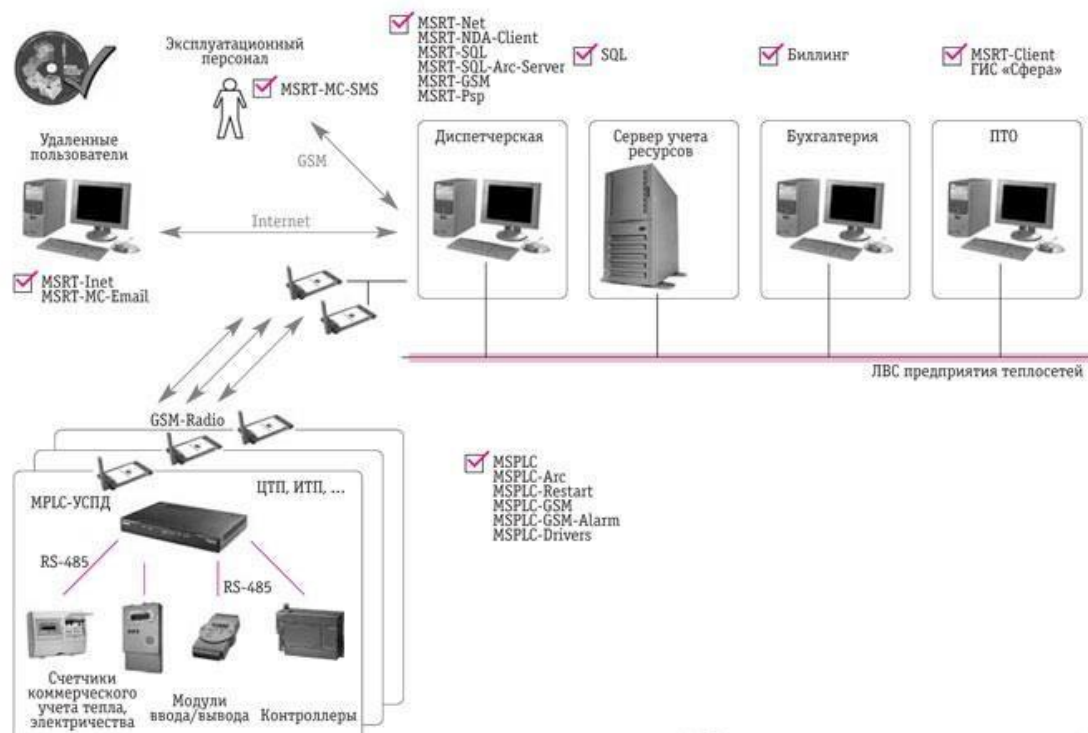 Эксплуатационный
персонал
MSRT-MC-SMS
MSRT-Net
MSRT-NDA-Client
MSRT-SQL
MSRT-SQL-Arc-Server
MSRT-GSM
MSRT-Psp
SQL
Биллинг
MSRT-Client
ГИС «Сфера»
Удаленные
пользователи
GSM
Internet
MSRT-Inet
MSRT-MC-Email
Диспетчерская
Сервер учета
ресурсов
Бухгалтерия
ПТО
ЛВС предприятия теплосетей
GSM-Radio
MPLC-УСПД
ЦТП, ИТП, ...
RS-485
RS-485
Счетчики
коммерческого
учета тепла,
электричества
Модули
ввода/вывода
Контроллеры
MSPLC
MSPLC-Arc
MSPLC-Restart
MSPLC-GSM
MSPLC-GSM-Alarm
MSPLC-Drivers